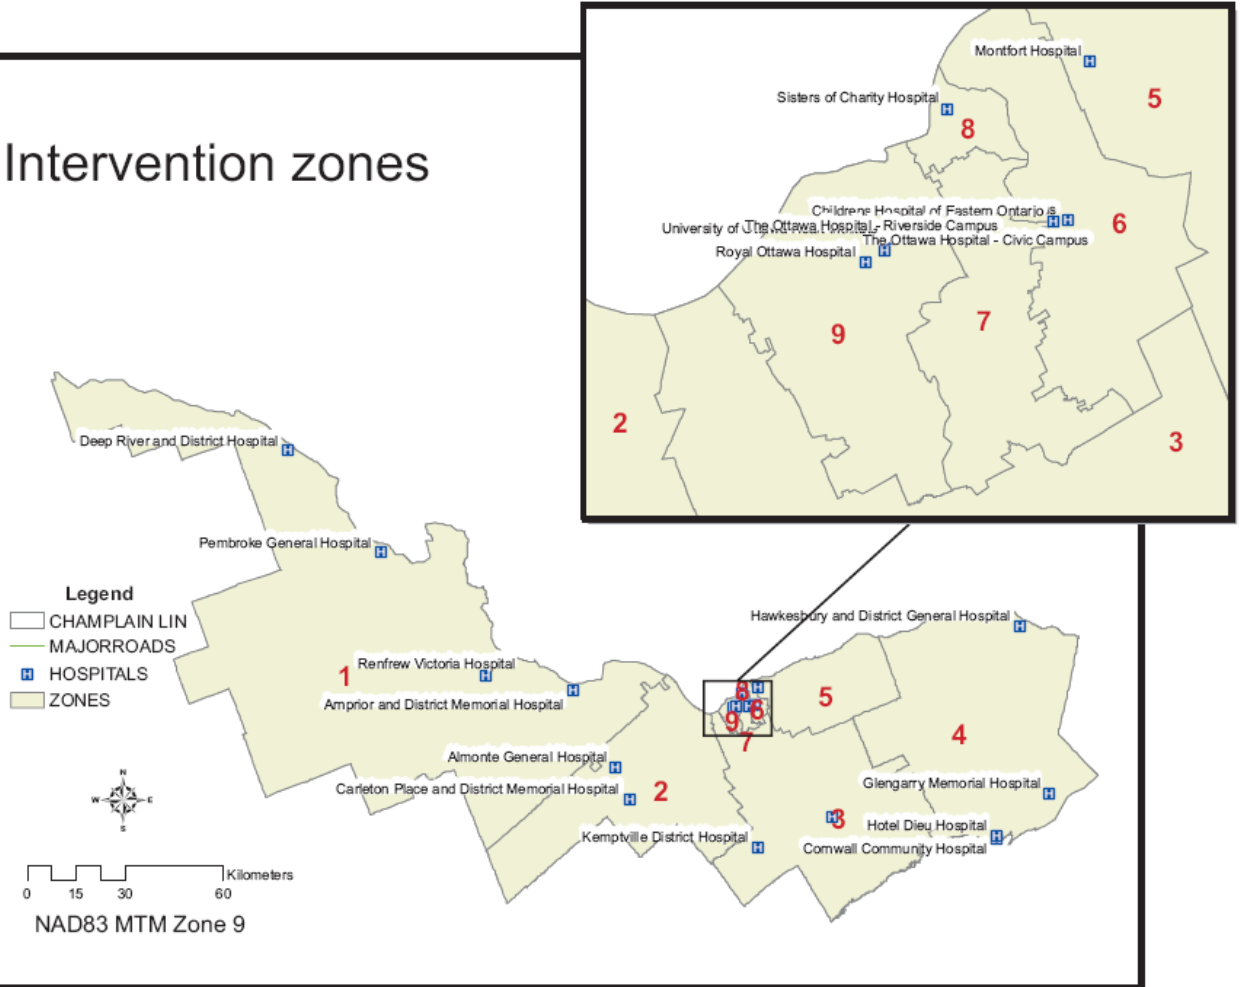 Intervention zones
Montfort Hospital
5
Sisters of Charity Hospital
8
Childrens Hospital of Eastern Ontario
6
University of
The Ottawa Hospital - Riverside Campus
The Ottawa Hospital - Civic Campus
Royal Ottawa Hospital
9
7
2
3
Deep River and District Hospital
Pembroke General Hospital
Legend
CHAMPLAIN LIN
MAJORROADS
HOSPITALS
ZONES
Hawkesbury and District General Hospital
Renfrew Victoria Hospital
1
Arnprior and District Memorial Hospital
8
5
6
9
7
4
Almonte General Hospital
Carleton Place and District Memorial Hospital
2
Glengarry Memorial Hospital
3
Hotel Dieu Hospital
Kemptville District Hospital
Cornwall Community Hospital
N
W E
S
Kilometers
0 15 30 60
NAD83 MTM Zone 9